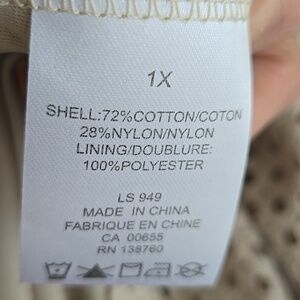 1X
SHELL:72%COTTON/COTON
28%NYLON/NYLON
LINING/DOUBLURE:
100%POLYESTER
LS 949
MADE IN CHINA
FABRIQUE EN CHINE
CA 00655
RN 138760